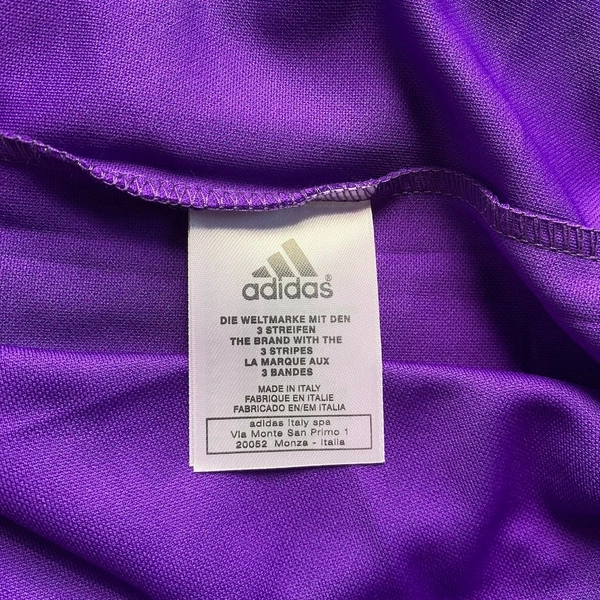 adidas®
DIE WELTMARKE MIT DEN
3 STREIFEN
THE BRAND WITH THE
3 STRIPES
LA MARQUE AUX
3 BANDES
MADE IN ITALY
FABRIQUE EN ITALIE
FABRICADO EN/EM ITALIA
adidas Italy spa
Via Monte San Primo 1
20052 Monza - Italia